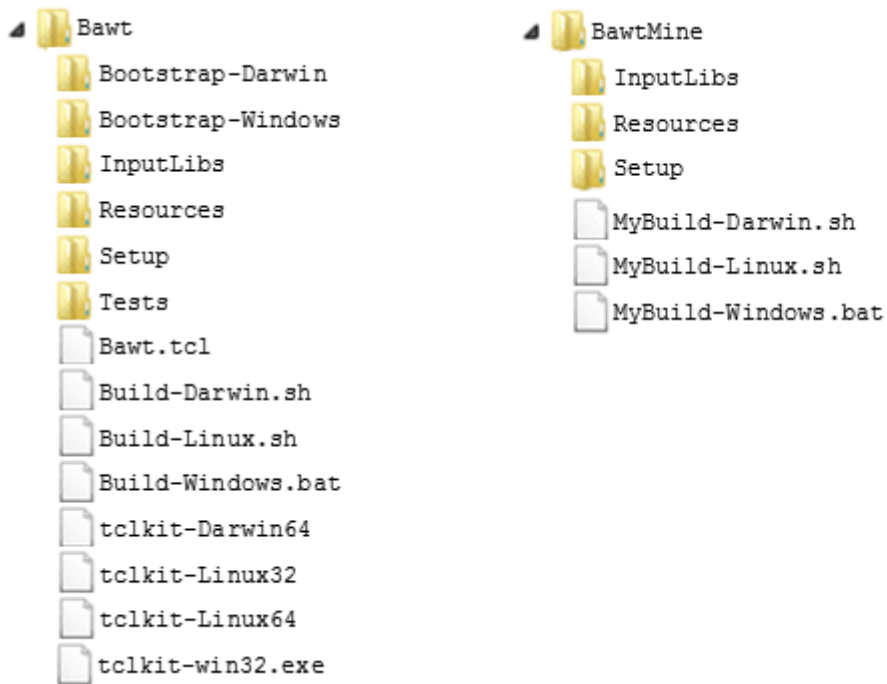 Bawt
Bootstrap-Darwin
Bootstrap-Windows
InputLibs
Resources
Setup
Tests
Bawt.tcl
Build-Darwin.sh
Build-Linux.sh
Build-Windows.bat
tclkit-Darwin64
tclkit-Linux32
tclkit-Linux64
tclkit-win32.exe
BawtMine
InputLibs
Resources
Setup
MyBuild-Darwin.sh
MyBuild-Linux.sh
MyBuild-Windows.bat